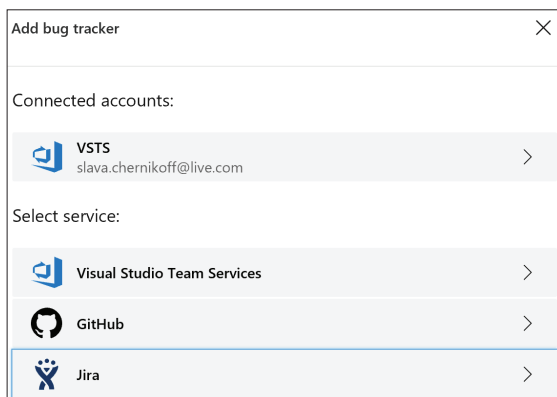 Add bug tracker
Connected accounts:
VSTS
slava.chernikoff@live.com
Select service:
Visual Studio Team Services
GitHub
Jira